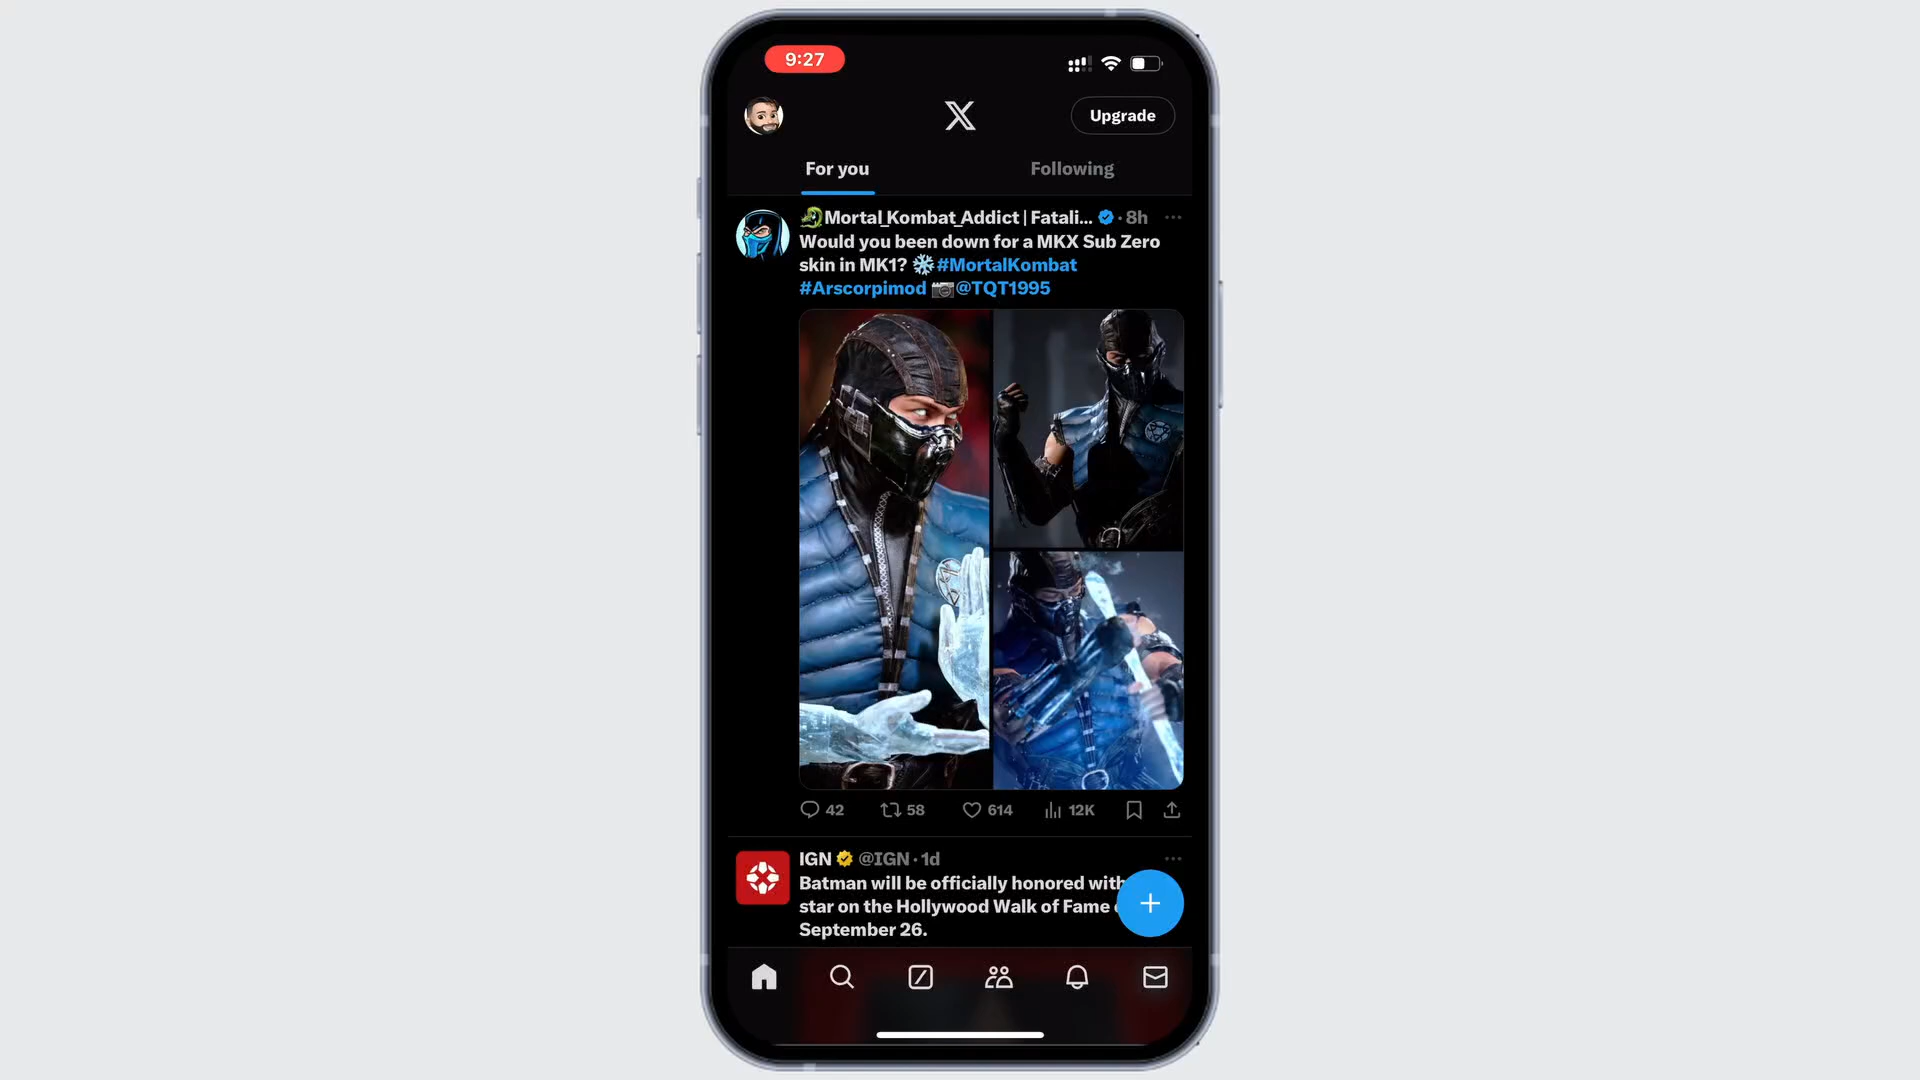 9:27
X
Upgrade
For you Following
Mortal_Kombat_Addict | Fatali... · 8h
Would you been down for a MKX Sub Zero
skin in MK1? ❄️#MortalKombat
#Arscorpimod 📷@TQT1995
42 58 614 12K
IGN @IGN · 1d
Batman will be officially honored with
star on the Hollywood Walk of Fame
September 26.